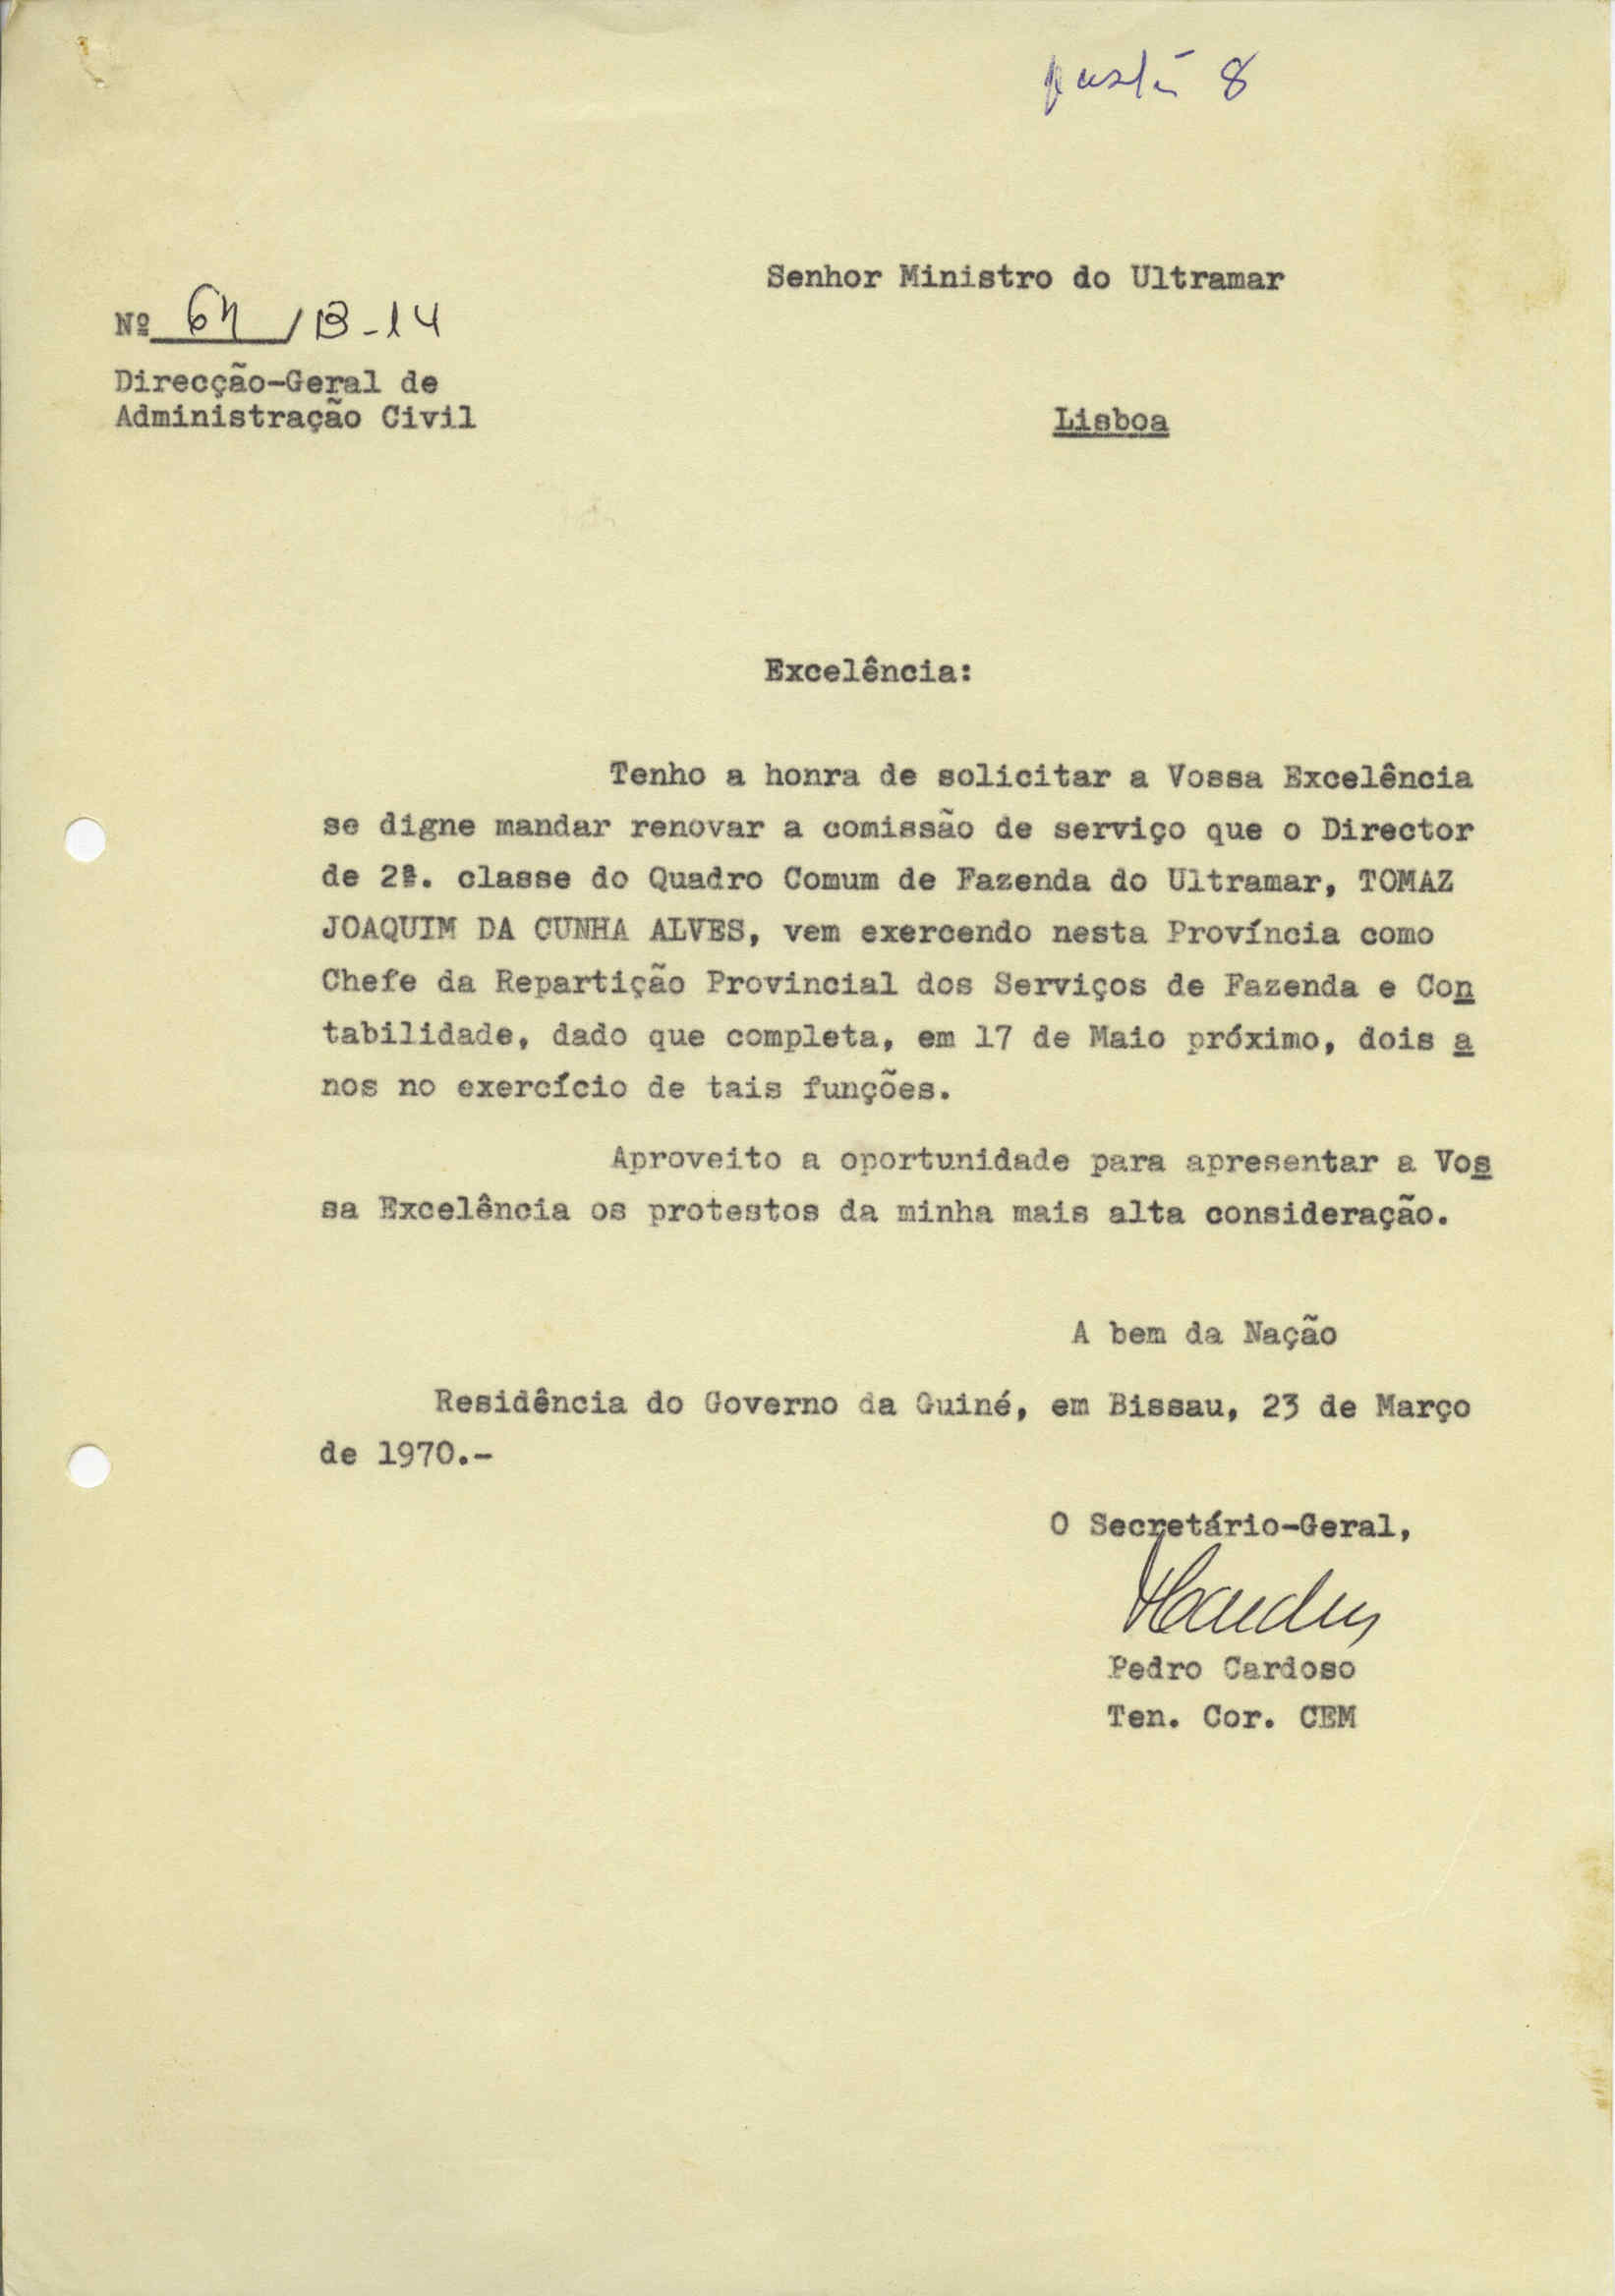 pasta 8
Senhor Ministro do Ultramar
Nº /B-14
Direcção-Geral de
Administração Civil
Lisboa
Excelência:
Tenho a honra de solicitar a Vossa Excelência
se digne mandar renovar a comissão de serviço que o Director
de 2ª. classe do Quadro Comum de Fazenda do Ultramar, TOMAZ
JOAQUIM DA CUNHA ALVES, vem exercendo nesta Província como
Chefe da Repartição Provincial dos Serviços de Fazenda e Con
tabilidade, dado que completa, em 17 de Maio próximo, dois a
nos no exercício de tais funções.
Aproveito a oportunidade para apresentar a Vos
sa Excelência os protestos da minha mais alta consideração.
A bem da Nação
Residência do Governo da Guiné, em Bissau, 23 de Março
de 1970.-
O Secretário-Geral,
Pedro Cardoso
Ten. Cor. CEM